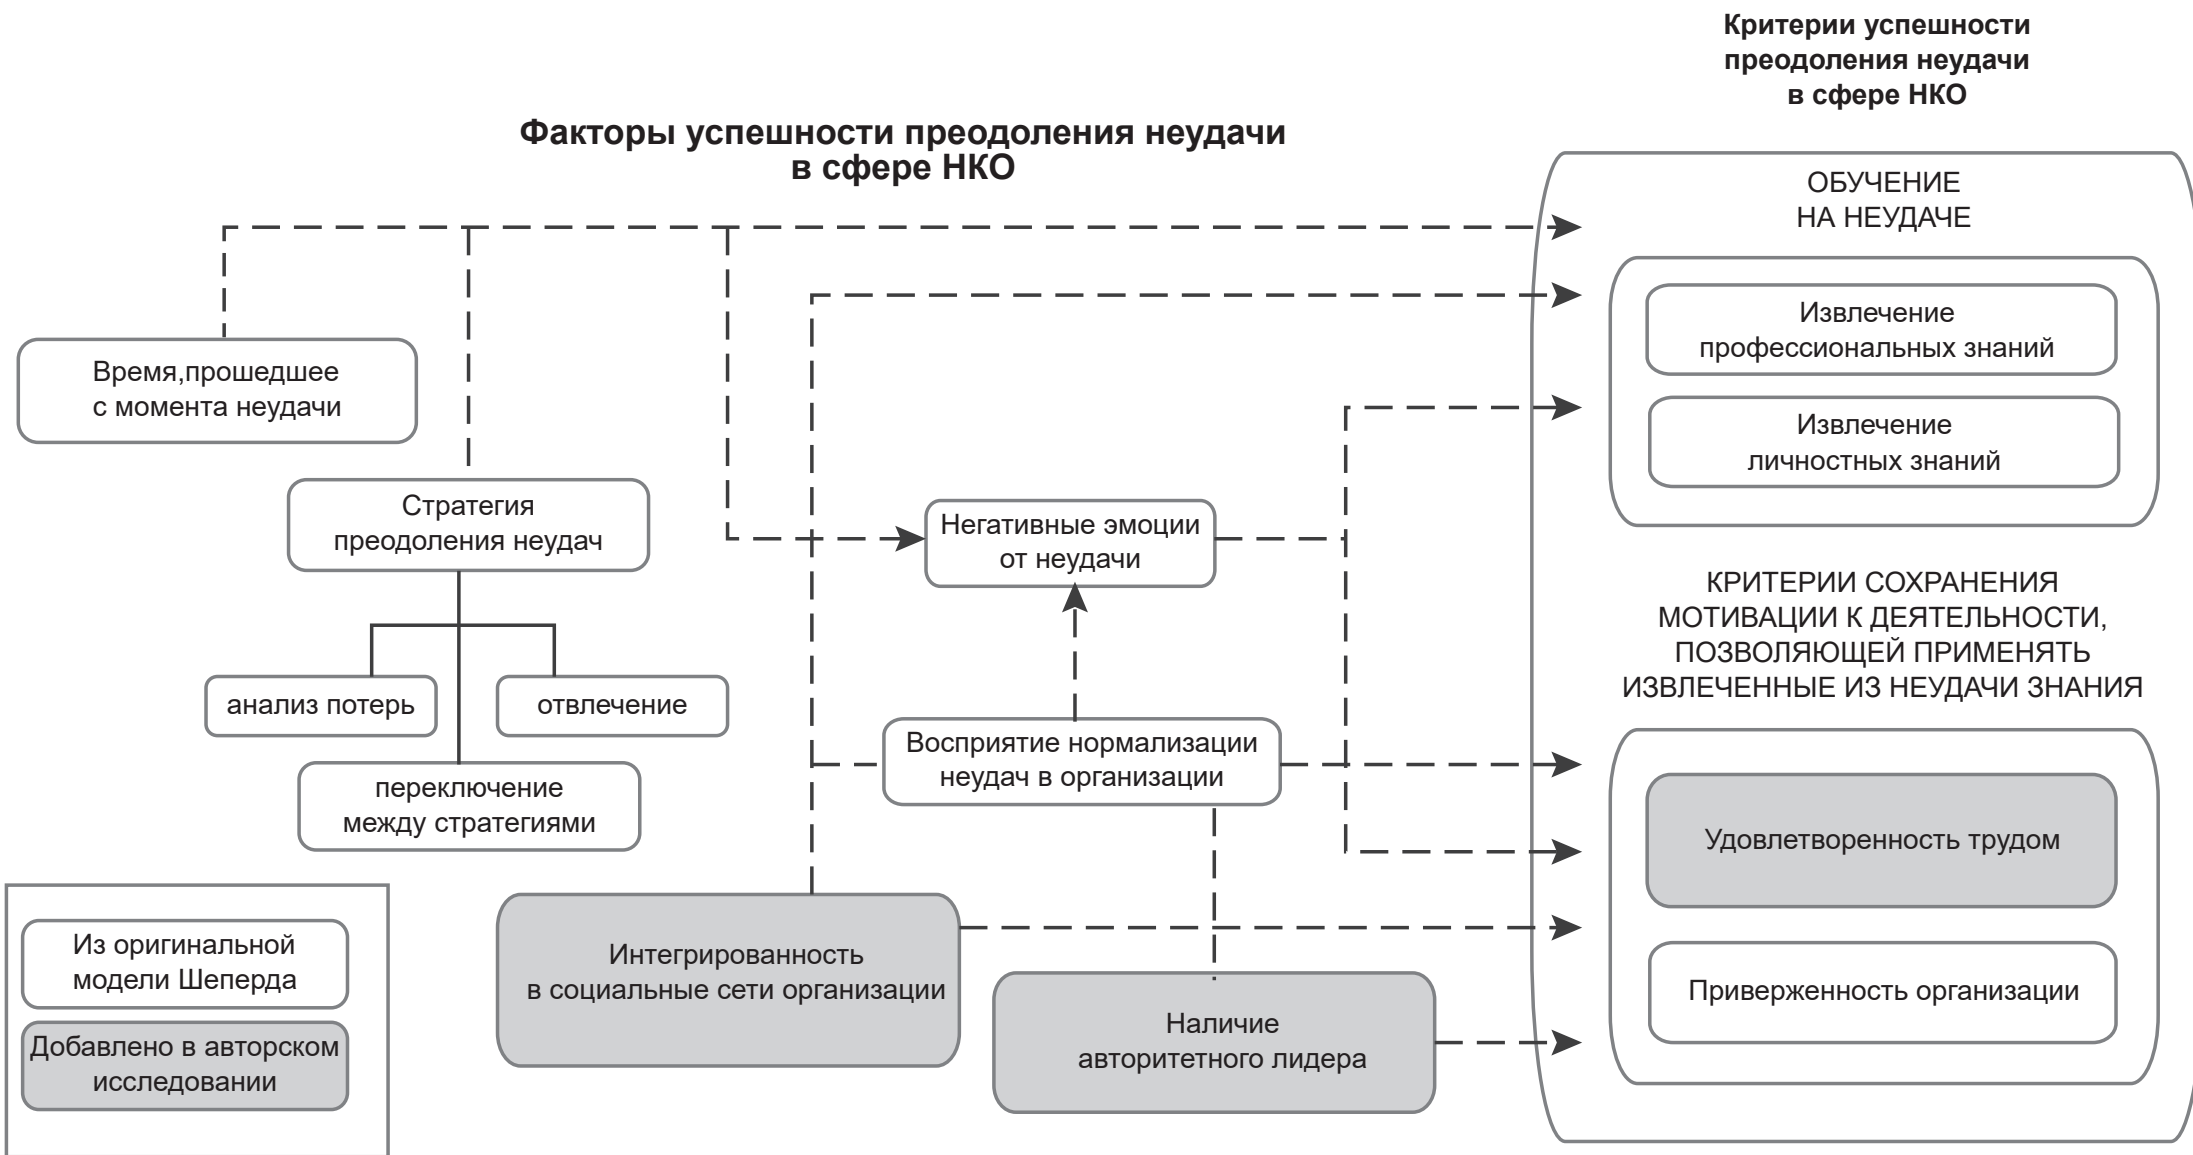 Критерии успешности
преодоления неудачи
в сфере НКО
Факторы успешности преодоления неудачи
в сфере НКО
ОБУЧЕНИЕ
НА НЕУДАЧЕ
Извлечение
профессиональных знаний
Извлечение
личностных знаний
Время,прошедшее
с момента неудачи
Стратегия
преодоления неудач
Негативные эмоции
от неудачи
анализ потерь
отвлечение
переключение
между стратегиями
Восприятие нормализации
неудач в организации
КРИТЕРИИ СОХРАНЕНИЯ
МОТИВАЦИИ К ДЕЯТЕЛЬНОСТИ,
ПОЗВОЛЯЮЩЕЙ ПРИМЕНЯТЬ
ИЗВЛЕЧЕННЫЕ ИЗ НЕУДАЧИ ЗНАНИЯ
Удовлетворенность трудом
Приверженность организации
Интегрированность
в социальные сети организации
Наличие
авторитетного лидера
Из оригинальной
модели Шеперда
Добавлено в авторском
исследовании